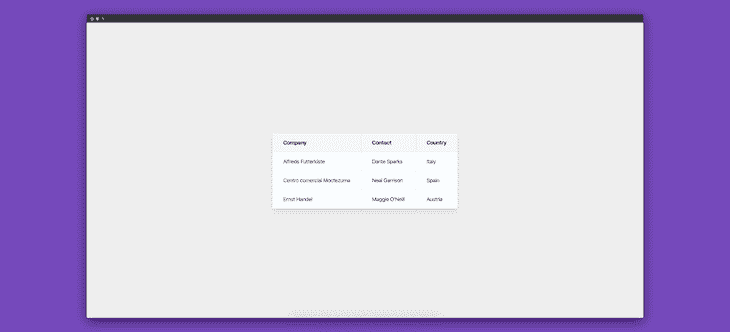 Company Contact Country
Alfreds Futterkiste Dante Sparks Italy
Centro comercial Moctezuma Neal Garrison Spain
Ernst Handel Maggie O'Neill Austria